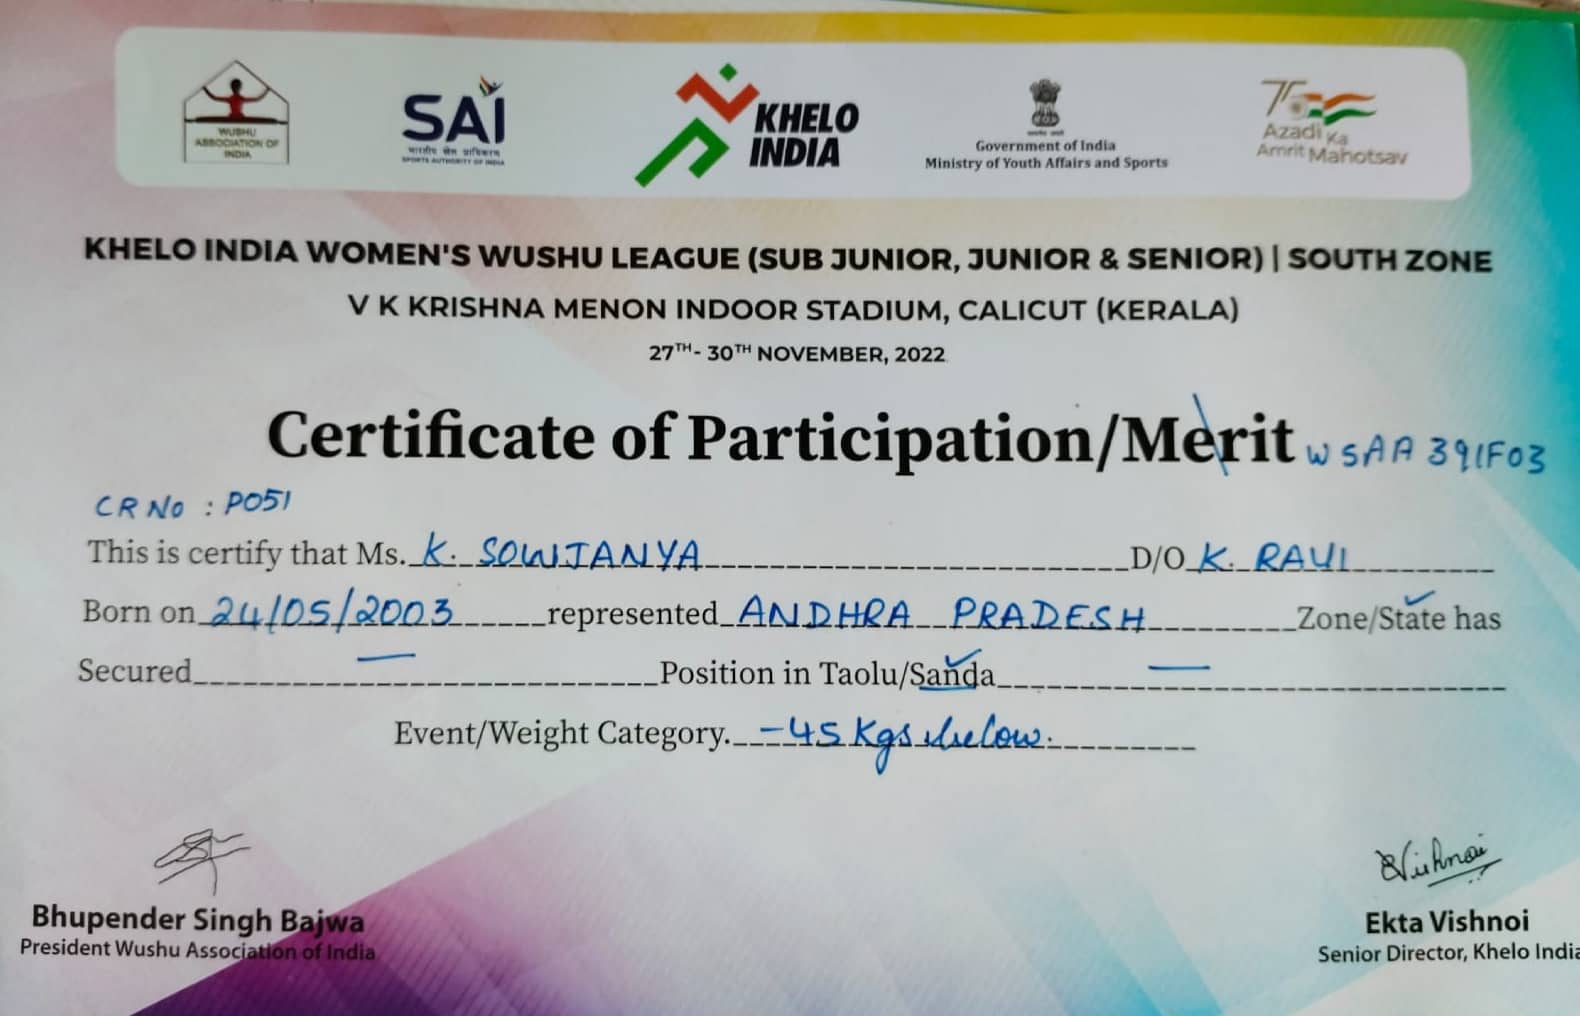 WUSHU
ASSOCIATION OF
INDIA
SAI
भारतीय खेल प्राधिकरण
SPORTS AUTHORITY OF INDIA
KHELO
INDIA
Government of India
Ministry of Youth Affairs and Sports
75
Azadi Ka
Amrit Mahotsav
KHELO INDIA WOMEN'S WUSHU LEAGUE (SUB JUNIOR, JUNIOR & SENIOR) | SOUTH ZONE
V K KRISHNA MENON INDOOR STADIUM, CALICUT (KERALA)
27TH- 30TH NOVEMBER, 2022
Certificate of Participation/Merit WSAA 391F03
CR No : P051
This is certify that Ms. K. SOWJANYA D/O K. RAVI
Born on 24/05/2003 represented ANDHRA PRADESH Zone/State has
Secured — Position in Taolu/Sanda —
Event/Weight Category. -45 Kgs below.
Bhupender Singh Bajwa
President Wushu Association of India
Vishnoi
Ekta Vishnoi
Senior Director, Khelo India